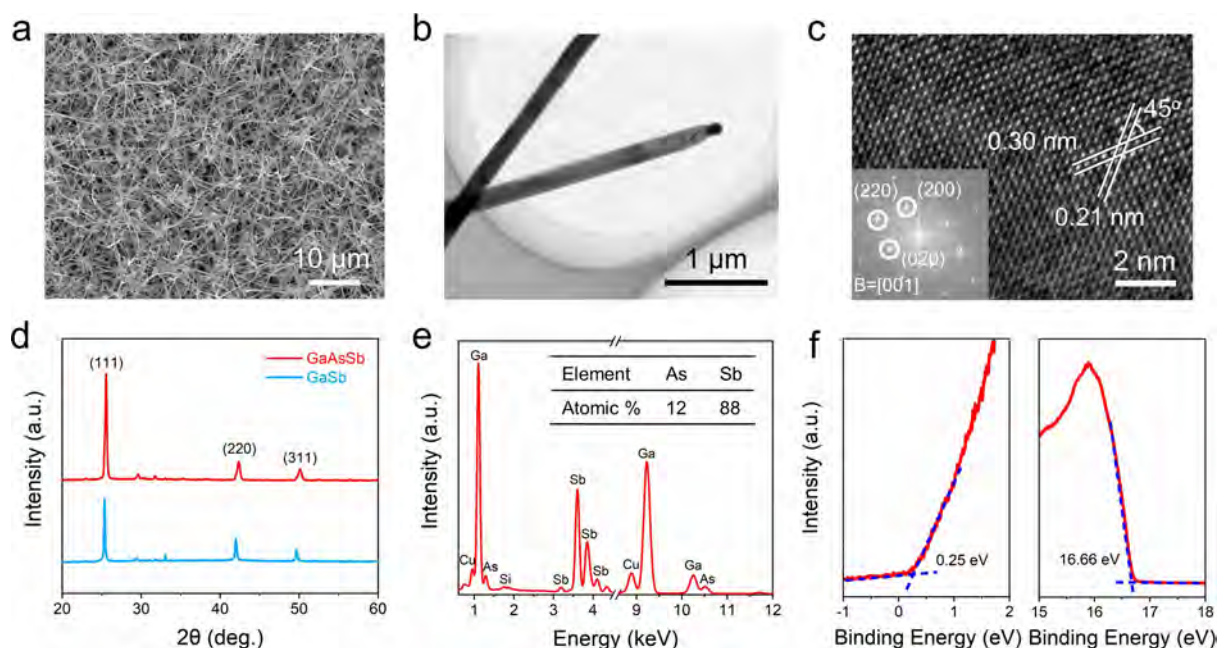 a
10 μm
b
1 μm
c
45°
0.30 nm
0.21 nm
(220)
(200)
(020)
B=[001]
2 nm
d
(111)
GaAsSb
GaSb
(220)
(311)
Intensity (a.u.)
20 30 40 50 60
2θ (deg.)
e
Ga
Element As Sb
Atomic % 12 88
Cu
As
Si
Sb
Sb
Sb
Sb
Cu
Ga
Ga
As
Intensity (a.u.)
1 2 3 4 8 9 10 11 12
Energy (keV)
f
0.25 eV
16.66 eV
Intensity (a.u.)
-1 0 1 2
15 16 17 18
Binding Energy (eV)
Binding Energy (eV)